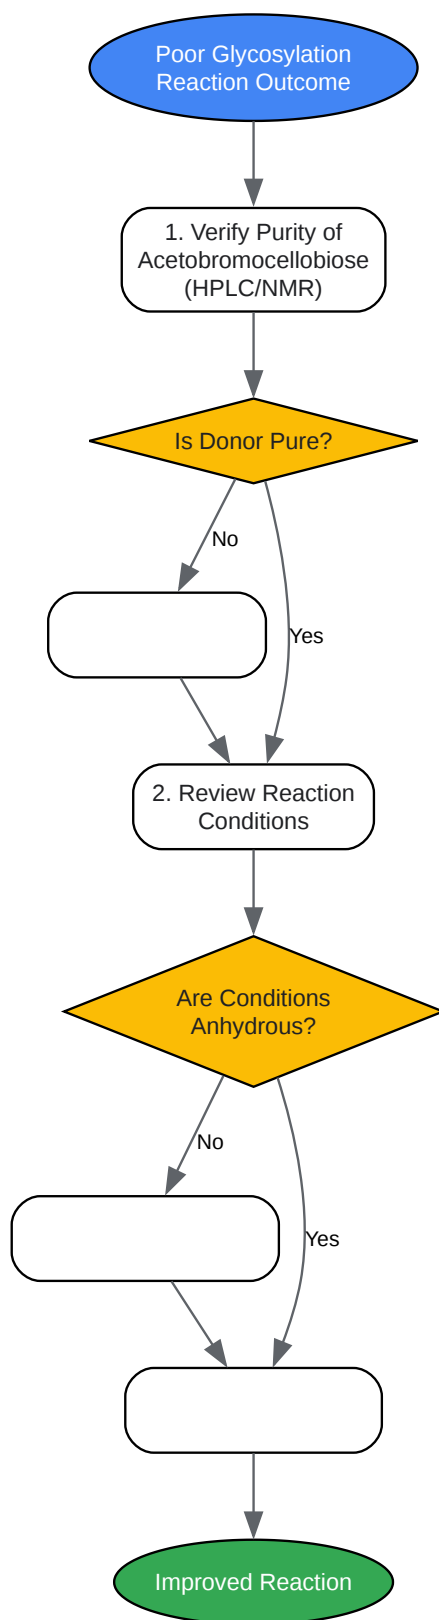 Poor Glycosylation
Reaction Outcome
1. Verify Purity of
Acetobromocellobiose
(HPLC/NMR)
Is Donor Pure?
No
Yes
2. Review Reaction
Conditions
Are Conditions
Anhydrous?
No
Yes
Improved Reaction